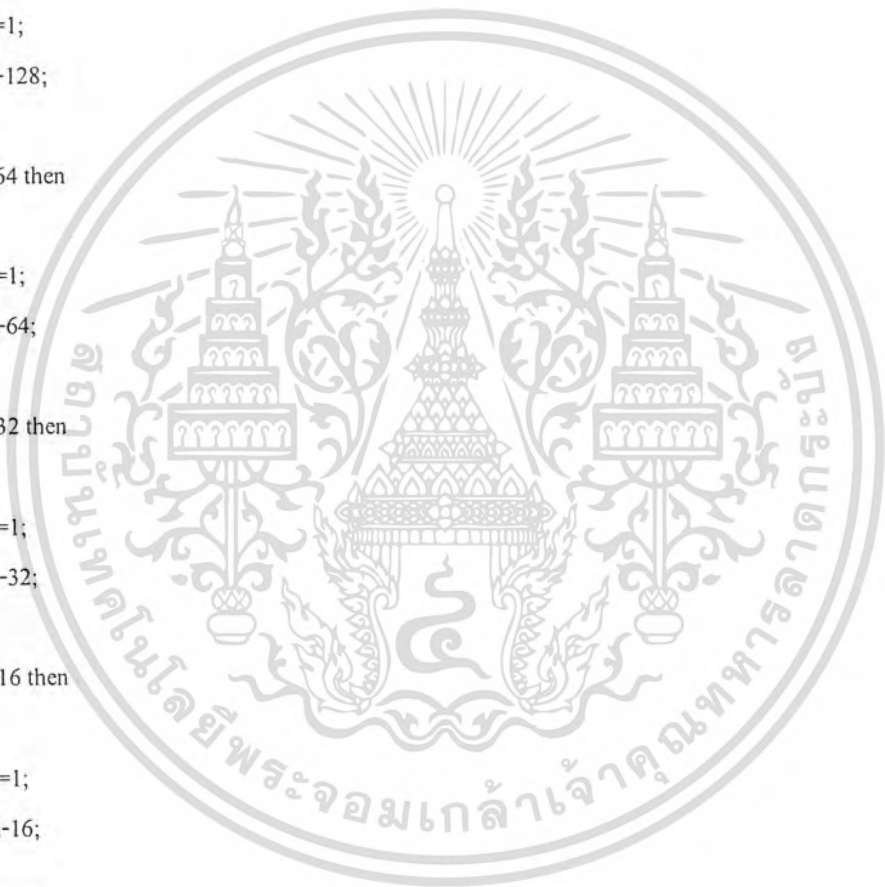 =1;
-128;
64 then
=1;
-64;
32 then
=1;
-32;
16 then
=1;
-16;
สถาบันเทคโนโลยีพระจอมเกล้าเจ้าคุณทหารลาดกระบัง
๔